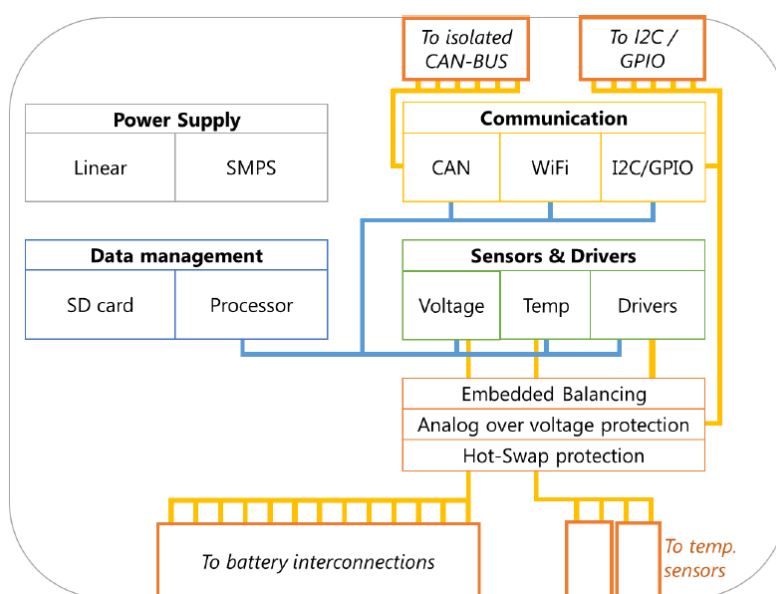 To isolated
CAN-BUS
To I2C /
GPIO
Power Supply
Linear
SMPS
Communication
CAN
WiFi
I2C/GPIO
Data management
SD card
Processor
Sensors & Drivers
Voltage
Temp
Drivers
Embedded Balancing
Analog over voltage protection
Hot-Swap protection
To battery interconnections
To temp.
sensors